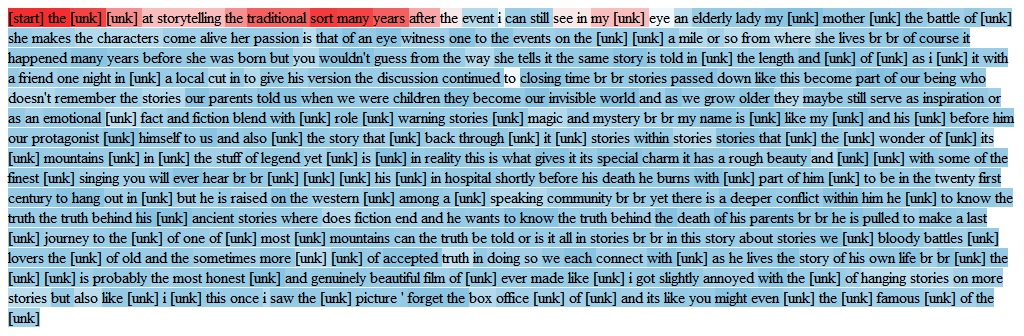 [start] the [unk] [unk] at storytelling the traditional sort many years after the event i can still see in my [unk] eye an elderly lady my [unk] mother [unk] the battle of [unk]
she makes the characters come alive her passion is that of an eye witness one to the events on the [unk] [unk] a mile or so from where she lives br br of course it
happened many years before she was born but you wouldn't guess from the way she tells it the same story is told in [unk] the length and [unk] of [unk] as i [unk] it with
a friend one night in [unk] a local cut in to give his version the discussion continued to closing time br br stories passed down like this become part of our being who
doesn't remember the stories our parents told us when we were children they become our invisible world and as we grow older they maybe still serve as inspiration or
as an emotional [unk] fact and fiction blend with [unk] role [unk] warning stories [unk] magic and mystery br br my name is [unk] like my [unk] and his [unk] before him
our protagonist [unk] himself to us and also [unk] the story that [unk] back through [unk] it [unk] stories within stories stories that [unk] the [unk] wonder of [unk] its
[unk] mountains [unk] in [unk] the stuff of legend yet [unk] is [unk] in reality this is what gives it its special charm it has a rough beauty and [unk] [unk] with some of the
finest [unk] singing you will ever hear br br [unk] [unk] [unk] his [unk] in hospital shortly before his death he burns with [unk] part of him [unk] to be in the twenty first
century to hang out in [unk] but he is raised on the western [unk] among a [unk] speaking community br br yet there is a deeper conflict within him he [unk] to know the
truth the truth behind his [unk] ancient stories where does fiction end and he wants to know the truth behind the death of his parents br br he is pulled to make a last
[unk] journey to the [unk] of one of [unk] most [unk] mountains can the truth be told or is it all in stories br br in this story about stories we [unk] bloody battles [unk]
lovers the [unk] of old and the sometimes more [unk] [unk] of accepted truth in doing so we each connect with [unk] as he lives the story of his own life br br [unk] the
[unk] [unk] is probably the most honest [unk] and genuinely beautiful film of [unk] ever made like [unk] i got slightly annoyed with the [unk] of hanging stories on more
stories but also like [unk] i [unk] this once i saw the [unk] picture ' forget the box office [unk] of [unk] and its like you might even [unk] the [unk] famous [unk] of the
[unk]